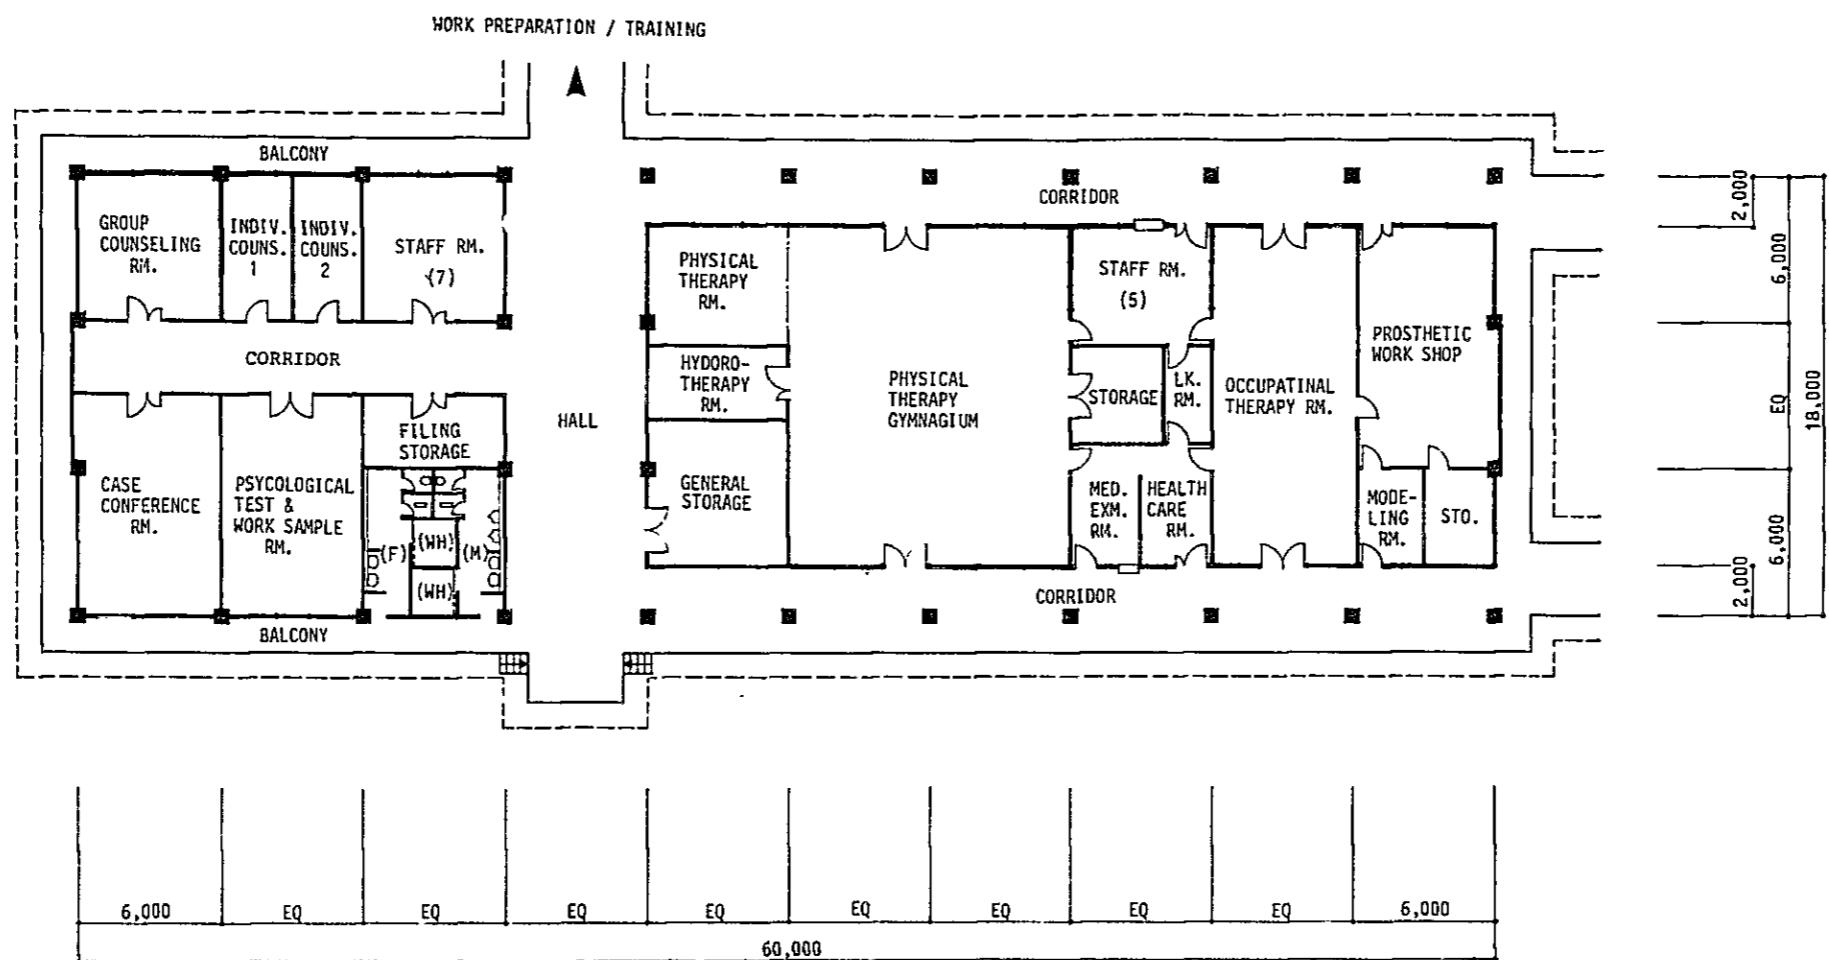 WORK PREPARATION / TRAINING
BALCONY
CORRIDOR
GROUP
COUNSELING
RM.
INDIV.
COUNS.
1
INDIV.
COUNS.
2
STAFF RM.
(7)
PHYSICAL
THERAPY
RM.
STAFF RM.
(5)
PROSTHETIC
WORK SHOP
CORRIDOR
HYDORO-
THERAPY
RM.
PHYSICAL
THERAPY
GYMNAGIUM
STORAGE
LK.
RM.
OCCUPATINAL
THERAPY RM.
HALL
FILING
STORAGE
CASE
CONFERENCE
RM.
PSYCOLOGICAL
TEST &
WORK SAMPLE
RM.
(F)
(WH)
(M)
(WH)
GENERAL
STORAGE
MED.
EXM.
RM.
HEALTH
CARE
RM.
MODE-
LING
RM.
STO.
CORRIDOR
BALCONY
2,000
6,000
EQ
18,000
6,000
2,000
6,000
EQ
EQ
EQ
EQ
EQ
EQ
EQ
EQ
6,000
60,000